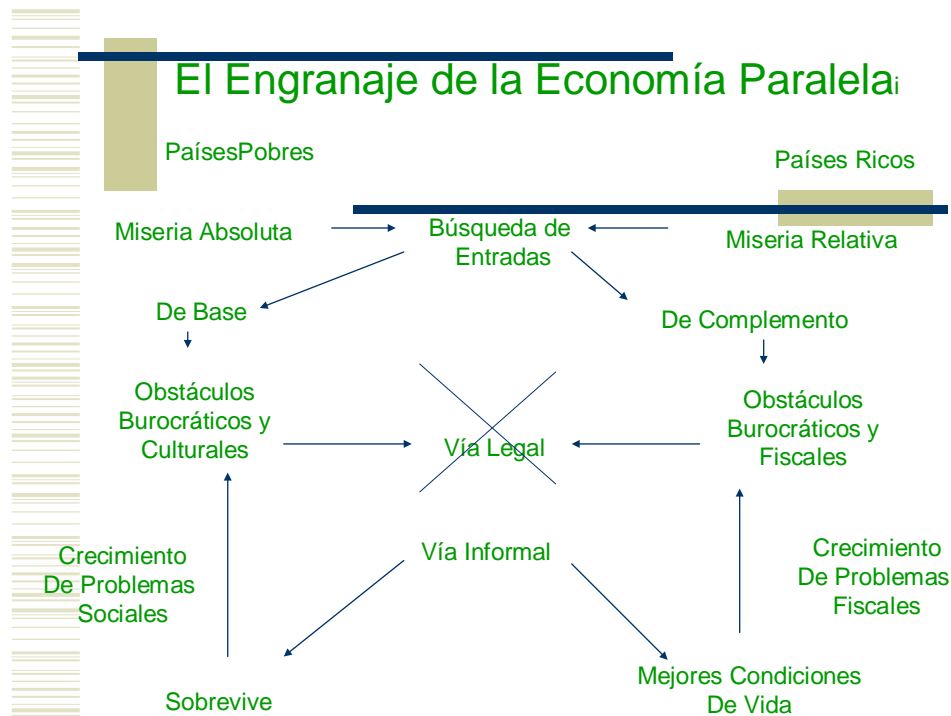 El Engranaje de la Economía Paralelai
PaísesPobres
Países Ricos
Miseria Absoluta
Búsqueda de
Entradas
Miseria Relativa
De Base
De Complemento
Obstáculos
Burocráticos y
Culturales
Vía Legal
Obstáculos
Burocráticos y
Fiscales
Crecimiento
De Problemas
Sociales
Vía Informal
Crecimiento
De Problemas
Fiscales
Sobrevive
Mejores Condiciones
De Vida